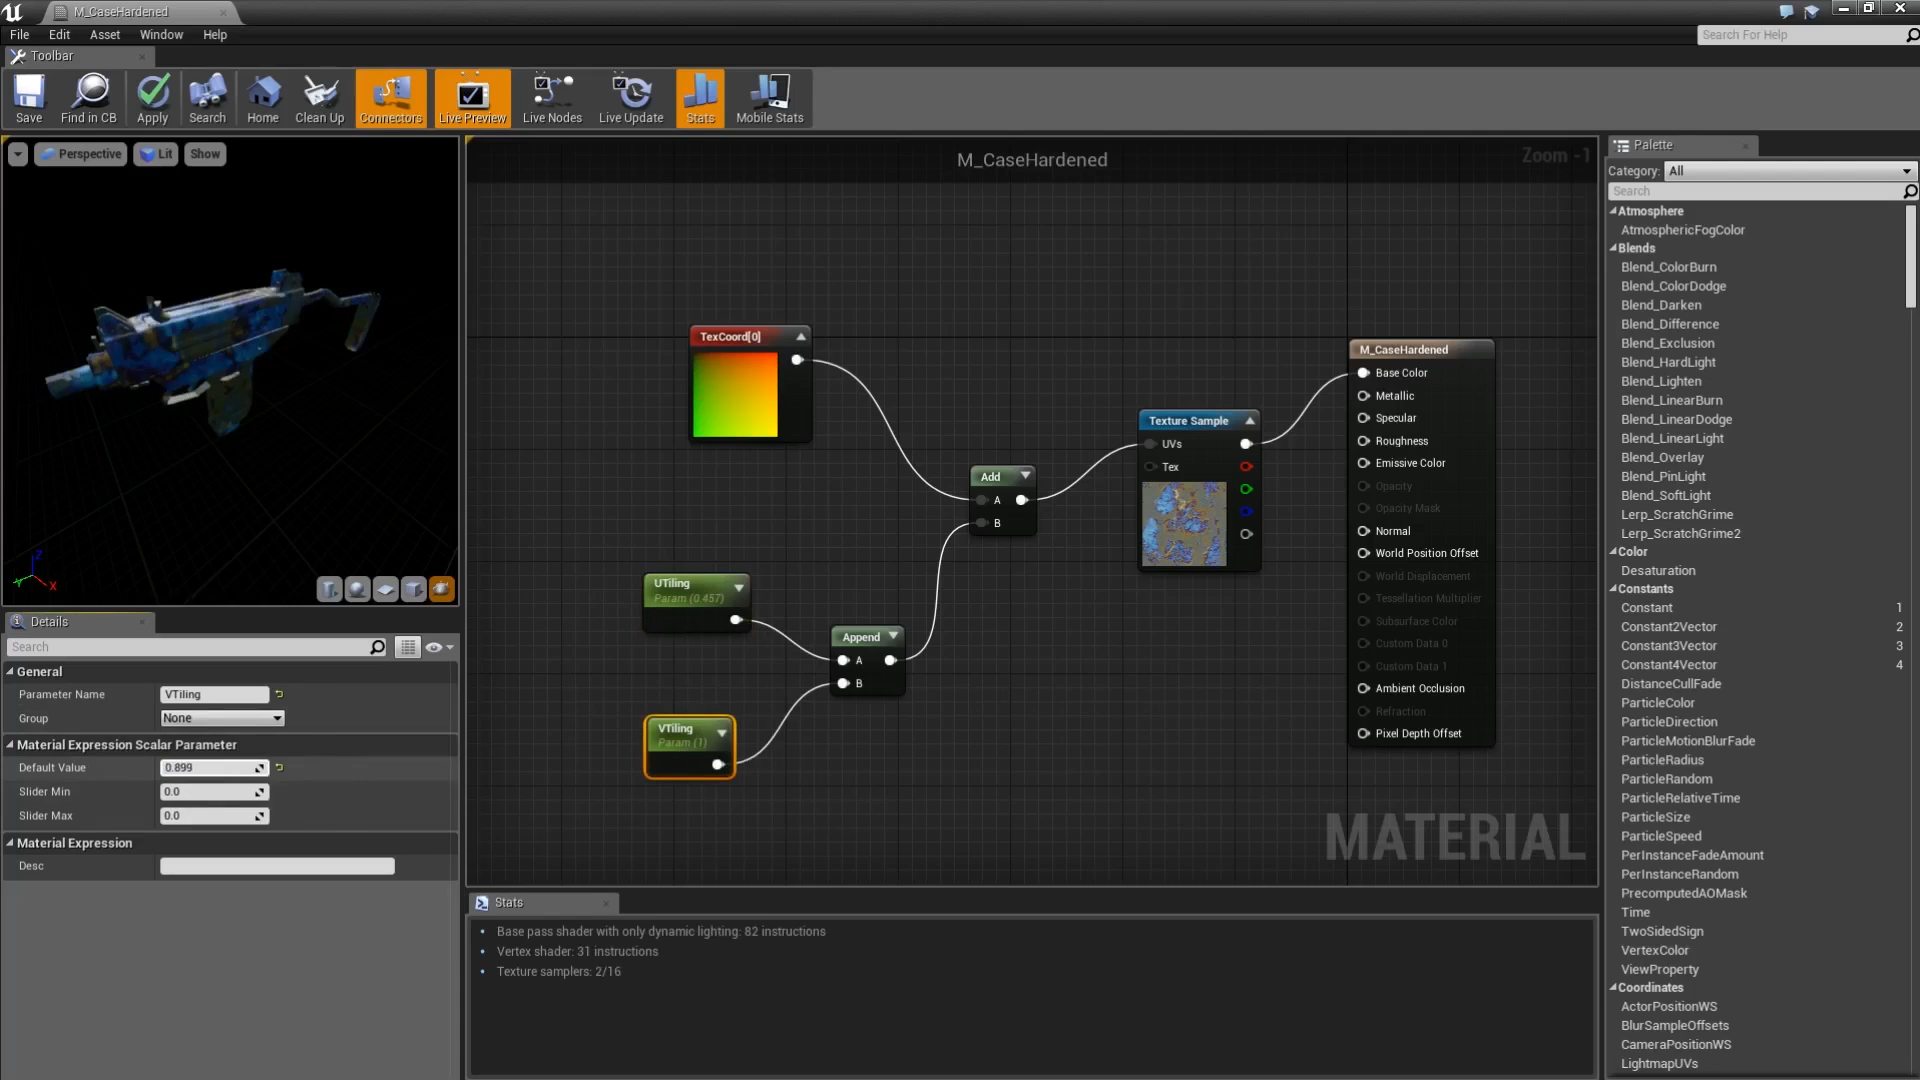 M_CaseHardened
File Edit Asset Window Help
Search For Help
Toolbar
Save Find in CB Apply Search Home Clean Up Connectors Live Preview Live Nodes Live Update Stats Mobile Stats
Perspective Lit Show
Z
Y
X
M_CaseHardened
Zoom -1
TexCoord[0]
UTiling
Param (0.457)
VTiling
Param (1)
Append
A
B
Add
A
B
Texture Sample
UVs
Tex
M_CaseHardened
Base Color
Metallic
Specular
Roughness
Emissive Color
Opacity
Opacity Mask
Normal
World Position Offset
World Displacement
Tessellation Multiplier
Subsurface Color
Custom Data 0
Custom Data 1
Ambient Occlusion
Refraction
Pixel Depth Offset
MATERIAL
Details
Search
General
Parameter Name VTiling
Group None
Material Expression Scalar Parameter
Default Value 0.899
Slider Min 0.0
Slider Max 0.0
Material Expression
Desc
Stats
Base pass shader with only dynamic lighting: 82 instructions
Vertex shader: 31 instructions
Texture samplers: 2/16
Palette
Category: All
Search
Atmosphere
AtmosphericFogColor
Blends
Blend_ColorBurn
Blend_ColorDodge
Blend_Darken
Blend_Difference
Blend_Exclusion
Blend_HardLight
Blend_Lighten
Blend_LinearBurn
Blend_LinearDodge
Blend_LinearLight
Blend_Overlay
Blend_PinLight
Blend_SoftLight
Lerp_ScratchGrime
Lerp_ScratchGrime2
Color
Desaturation
Constants
Constant 1
Constant2Vector 2
Constant3Vector 3
Constant4Vector 4
DistanceCullFade
ParticleColor
ParticleDirection
ParticleMotionBlurFade
ParticleRadius
ParticleRandom
ParticleRelativeTime
ParticleSize
ParticleSpeed
PerInstanceFadeAmount
PerInstanceRandom
PrecomputedAOMask
Time
TwoSidedSign
VertexColor
ViewProperty
Coordinates
ActorPositionWS
BlurSampleOffsets
CameraPositionWS
LightmapUVs